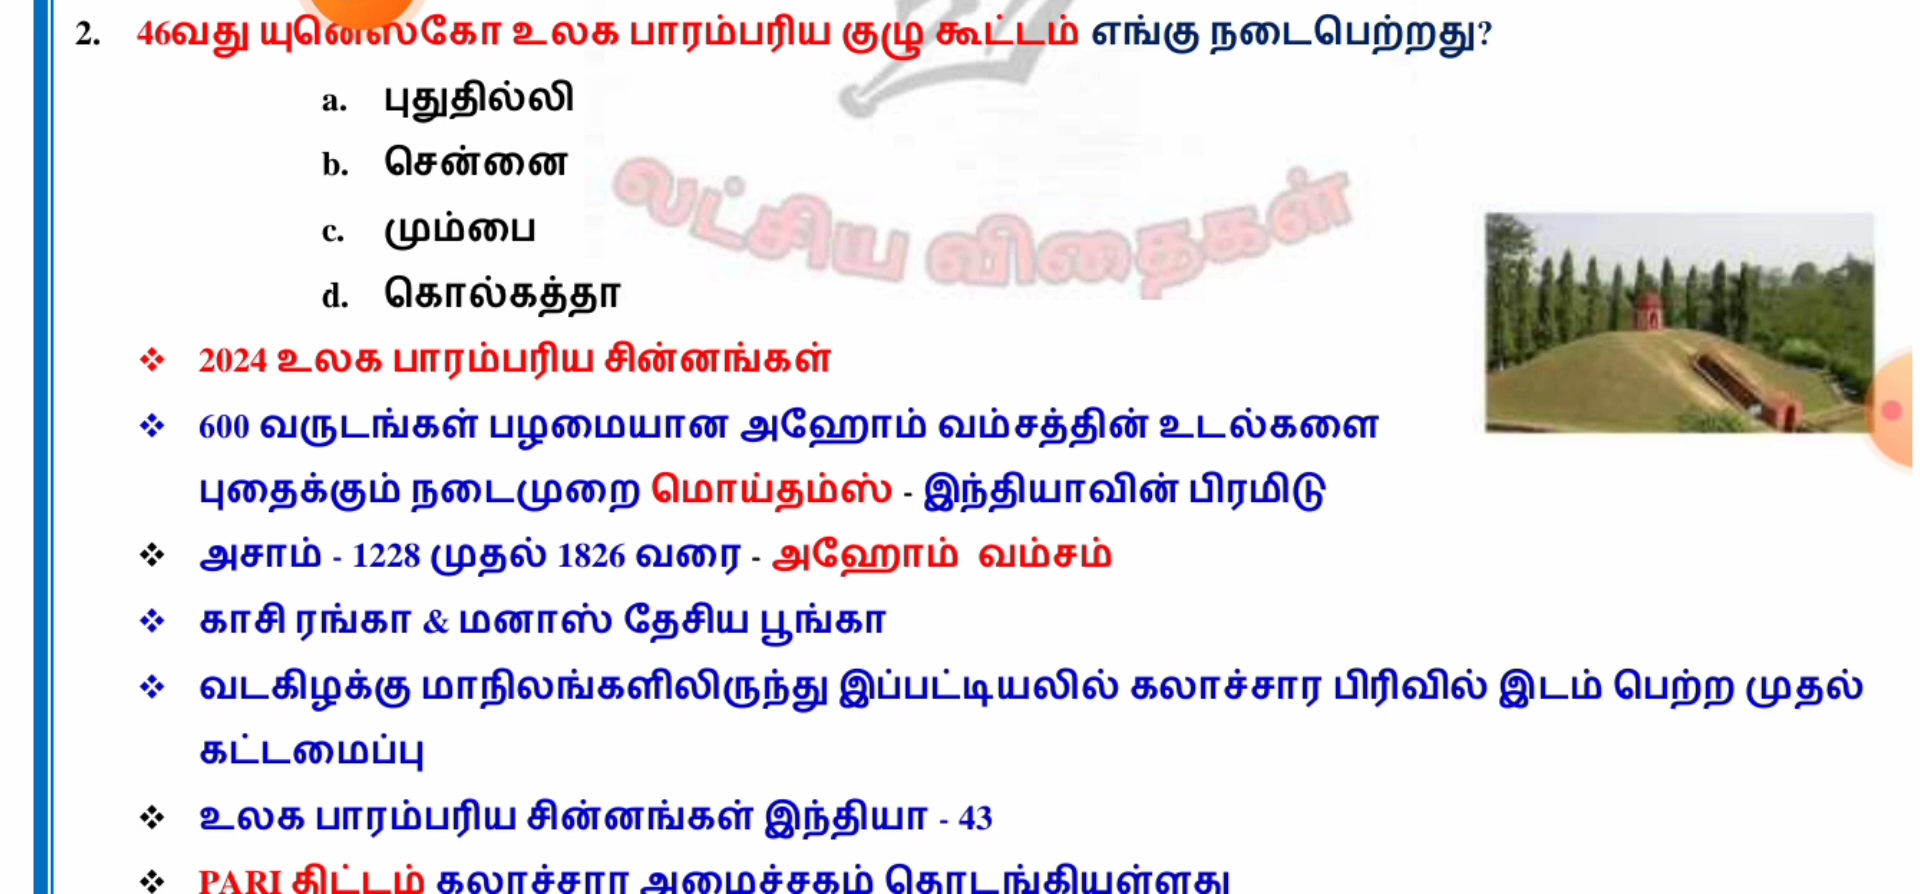 2. 46வது யுனெஸ்கோ உலக பாரம்பரிய குழு கூட்டம் எங்கு நடைபெற்றது?
a. புதுதில்லி
b. சென்னை
c. மும்பை
d. கொல்கத்தா
லட்சிய விதைகள்
❖ 2024 உலக பாரம்பரிய சின்னங்கள்
❖ 600 வருடங்கள் பழமையான அஹோம் வம்சத்தின் உடல்களை
புதைக்கும் நடைமுறை மொய்தம்ஸ் - இந்தியாவின் பிரமிடு
❖ அசாம் - 1228 முதல் 1826 வரை - அஹோம் வம்சம்
❖ காசி ரங்கா & மனாஸ் தேசிய பூங்கா
❖ வடகிழக்கு மாநிலங்களிலிருந்து இப்பட்டியலில் கலாச்சார பிரிவில் இடம் பெற்ற முதல்
கட்டமைப்பு
❖ உலக பாரம்பரிய சின்னங்கள் இந்தியா - 43
❖ PARI திட்டம் கலாச்சார அமைச்சகம் தொடங்கியுள்ளது